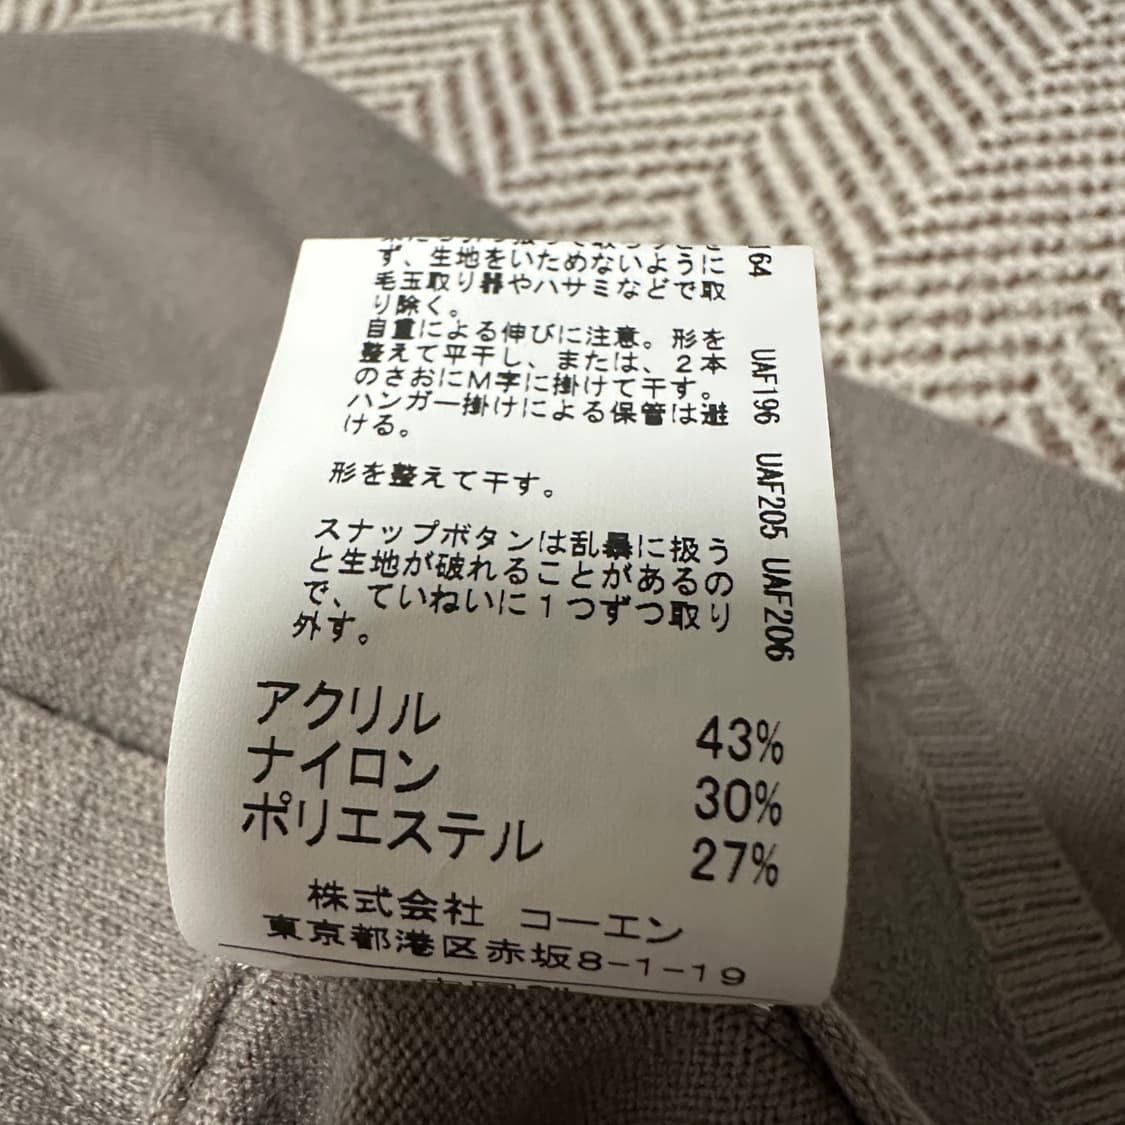 ず、生地をいためないように
毛玉取り器やハサミなどで取
り除く。
自重による伸びに注意。形を
整えて平干し、または、2本
のさおにM字に掛けて干す。
ハンガー掛けによる保管は避
ける。
形を整えて干す。
スナップボタンは乱暴に扱う
と生地が破れることがあるの
で、ていねいに1つずつ取り
外す。
アクリル 43%
ナイロン 30%
ポリエステル 27%
株式会社 コーエン
東京都港区赤坂8-1-19
64 UAF196 UAF205 UAF206